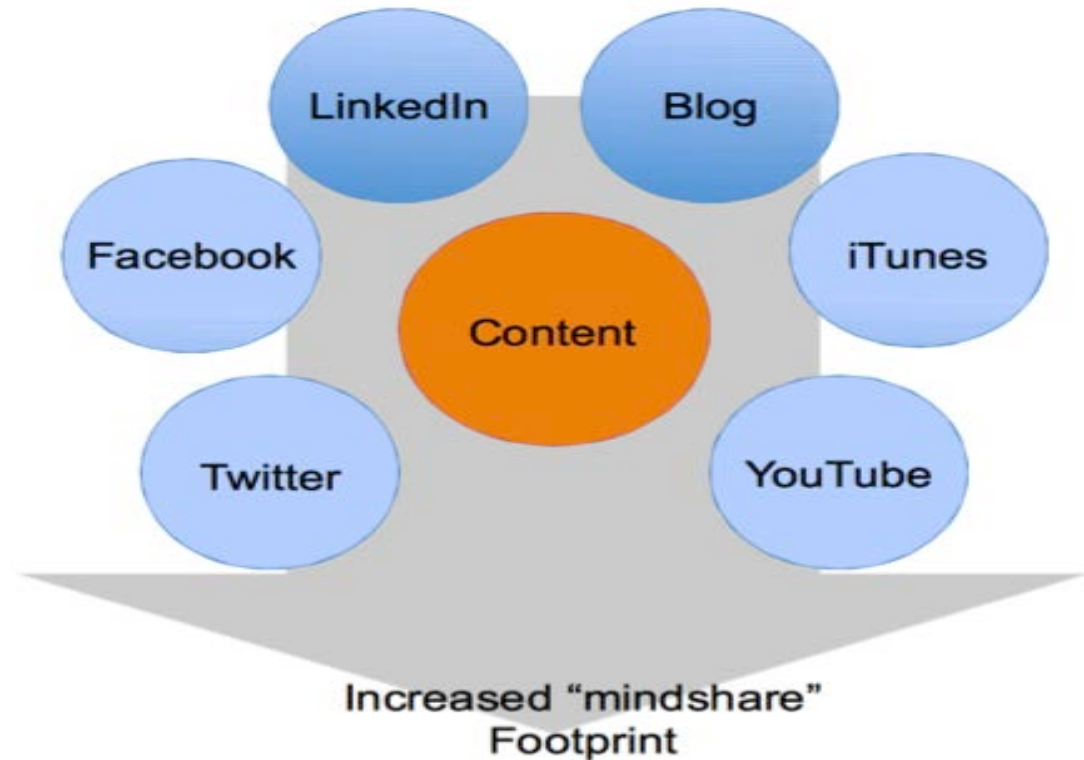 LinkedIn
Blog
Facebook
iTunes
Content
Twitter
YouTube
Increased “mindshare”
Footprint